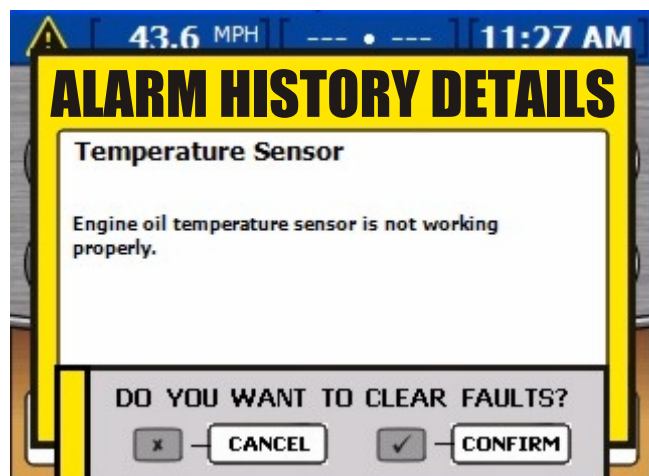 43.6 MPH --- • --- 11:27 AM
ALARM HISTORY DETAILS
Temperature Sensor
Engine oil temperature sensor is not working
properly.
DO YOU WANT TO CLEAR FAULTS?
x CANCEL ✓ CONFIRM